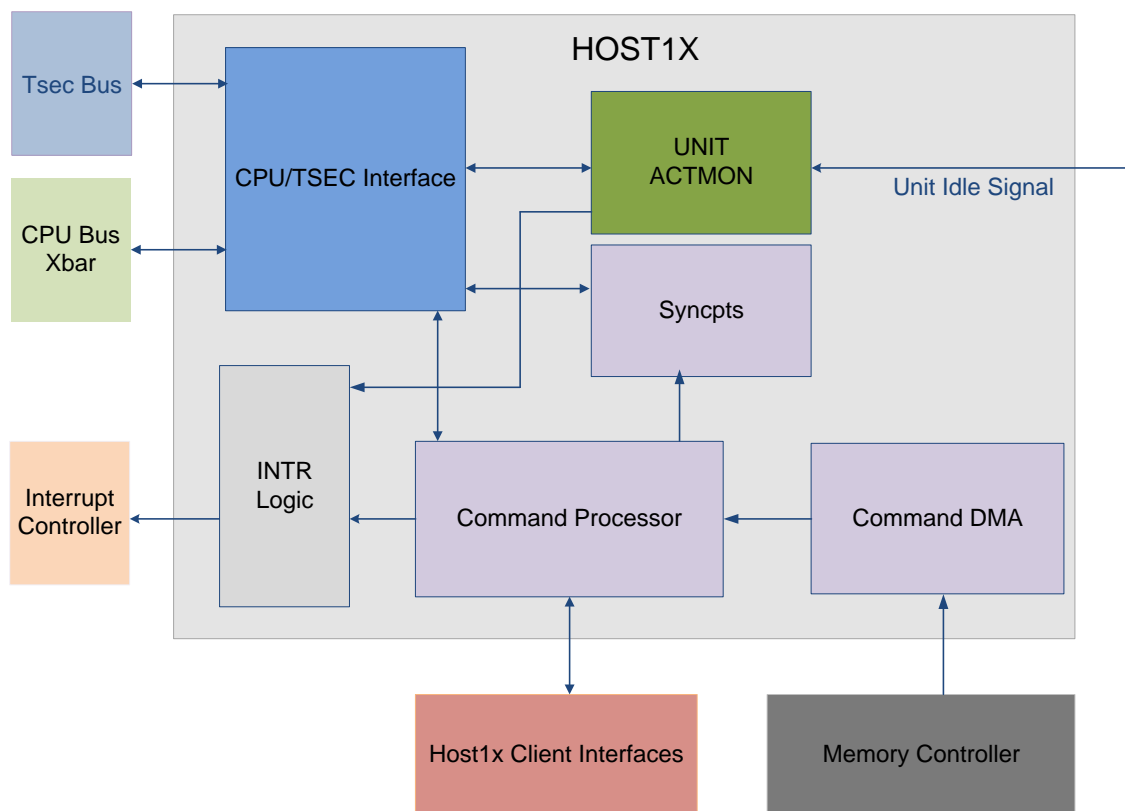 HOST1X
Tsec Bus
CPU/TSEC Interface
UNIT
ACTMON
Unit Idle Signal
CPU Bus
Xbar
Syncpts
INTR
Logic
Interrupt
Controller
Command Processor
Command DMA
Host1x Client Interfaces
Memory Controller